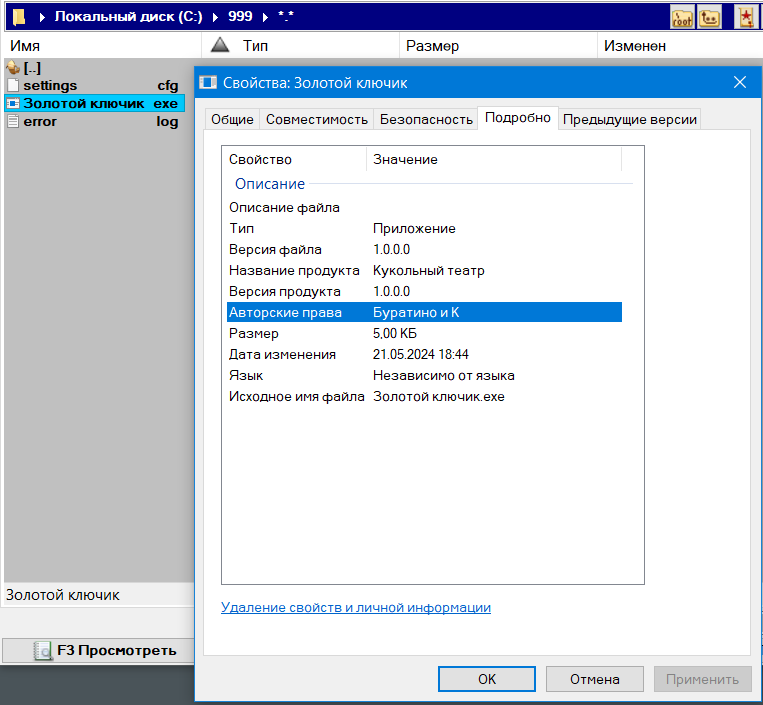 Локальный диск (C:) 999 *.*
root
Имя Тип Размер Изменен
[..]
settings cfg
Золотой ключик exe
error log
Свойства: Золотой ключик
Общие Совместимость Безопасность Подробно Предыдущие версии
Свойство Значение
Описание
Описание файла
Тип Приложение
Версия файла 1.0.0.0
Название продукта Кукольный театр
Версия продукта 1.0.0.0
Авторские права Буратино и К
Размер 5,00 КБ
Дата изменения 21.05.2024 18:44
Язык Независимо от языка
Исходное имя файла Золотой ключик.exe
Удаление свойств и личной информации
Золотой ключик
F3 Просмотреть
OK Отмена Применить